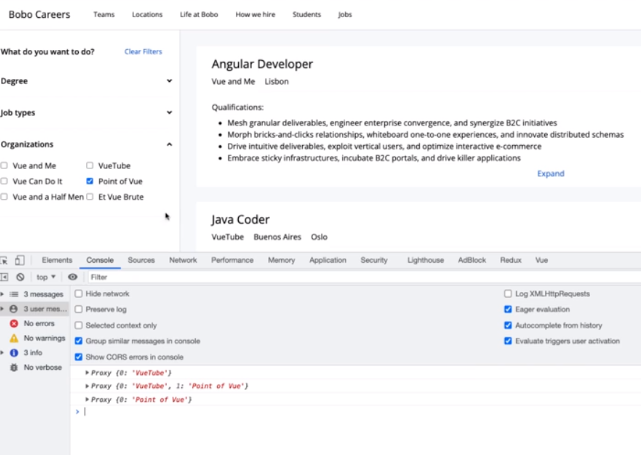 Bobo Careers Teams Locations Life at Bobo How we hire Students Jobs
What do you want to do? Clear Filters
Degree
Job types
Organizations
Vue and Me VueTube
Vue Can Do It Point of Vue
Vue and a Half Men Et Vue Brute
Angular Developer
Vue and Me Lisbon
Qualifications:
Mesh granular deliverables, engineer enterprise convergence, and synergize B2C initiatives
Morph bricks-and-clicks relationships, whiteboard one-to-one experiences, and innovate distributed schemas
Drive intuitive deliverables, exploit vertical users, and optimize interactive e-commerce
Embrace sticky infrastructures, incubate B2C portals, and drive killer applications
Expand
Java Coder
VueTube Buenos Aires Oslo
Elements Console Sources Network Performance Memory Application Security Lighthouse AdBlock Redux Vue
top ▼ Filter
3 messages
3 user mes...
No errors
No warnings
3 info
No verbose
Hide network
Preserve log
Selected context only
Group similar messages in console
Show CORS errors in console
Log XMLHttpRequests
Eager evaluation
Autocomplete from history
Evaluate triggers user activation
Proxy {0: 'VueTube'}
Proxy {0: 'VueTube', 1: 'Point of Vue'}
Proxy {0: 'Point of Vue'}